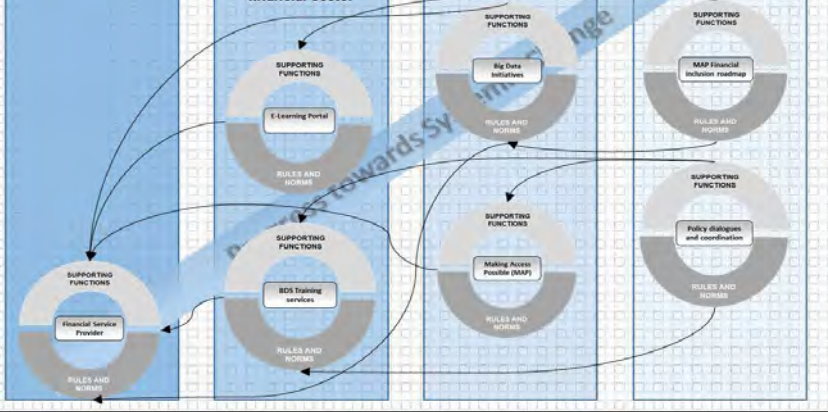 SUPPORTING
FUNCTIONS
Big Data
Initiatives
RULES AND
NORMS
SUPPORTING
FUNCTIONS
MAP Financial
inclusion roadmap
RULES AND
NORMS
SUPPORTING
FUNCTIONS
E-Learning Portal
RULES AND
NORMS
Progress towards Systemic Change
SUPPORTING
FUNCTIONS
Policy dialogues
and coordination
RULES AND
NORMS
SUPPORTING
FUNCTIONS
Making Access
Possible (MAP)
RULES AND
NORMS
SUPPORTING
FUNCTIONS
BDS Training
services
RULES AND
NORMS
SUPPORTING
FUNCTIONS
Financial Service
Provider
RULES AND
NORMS